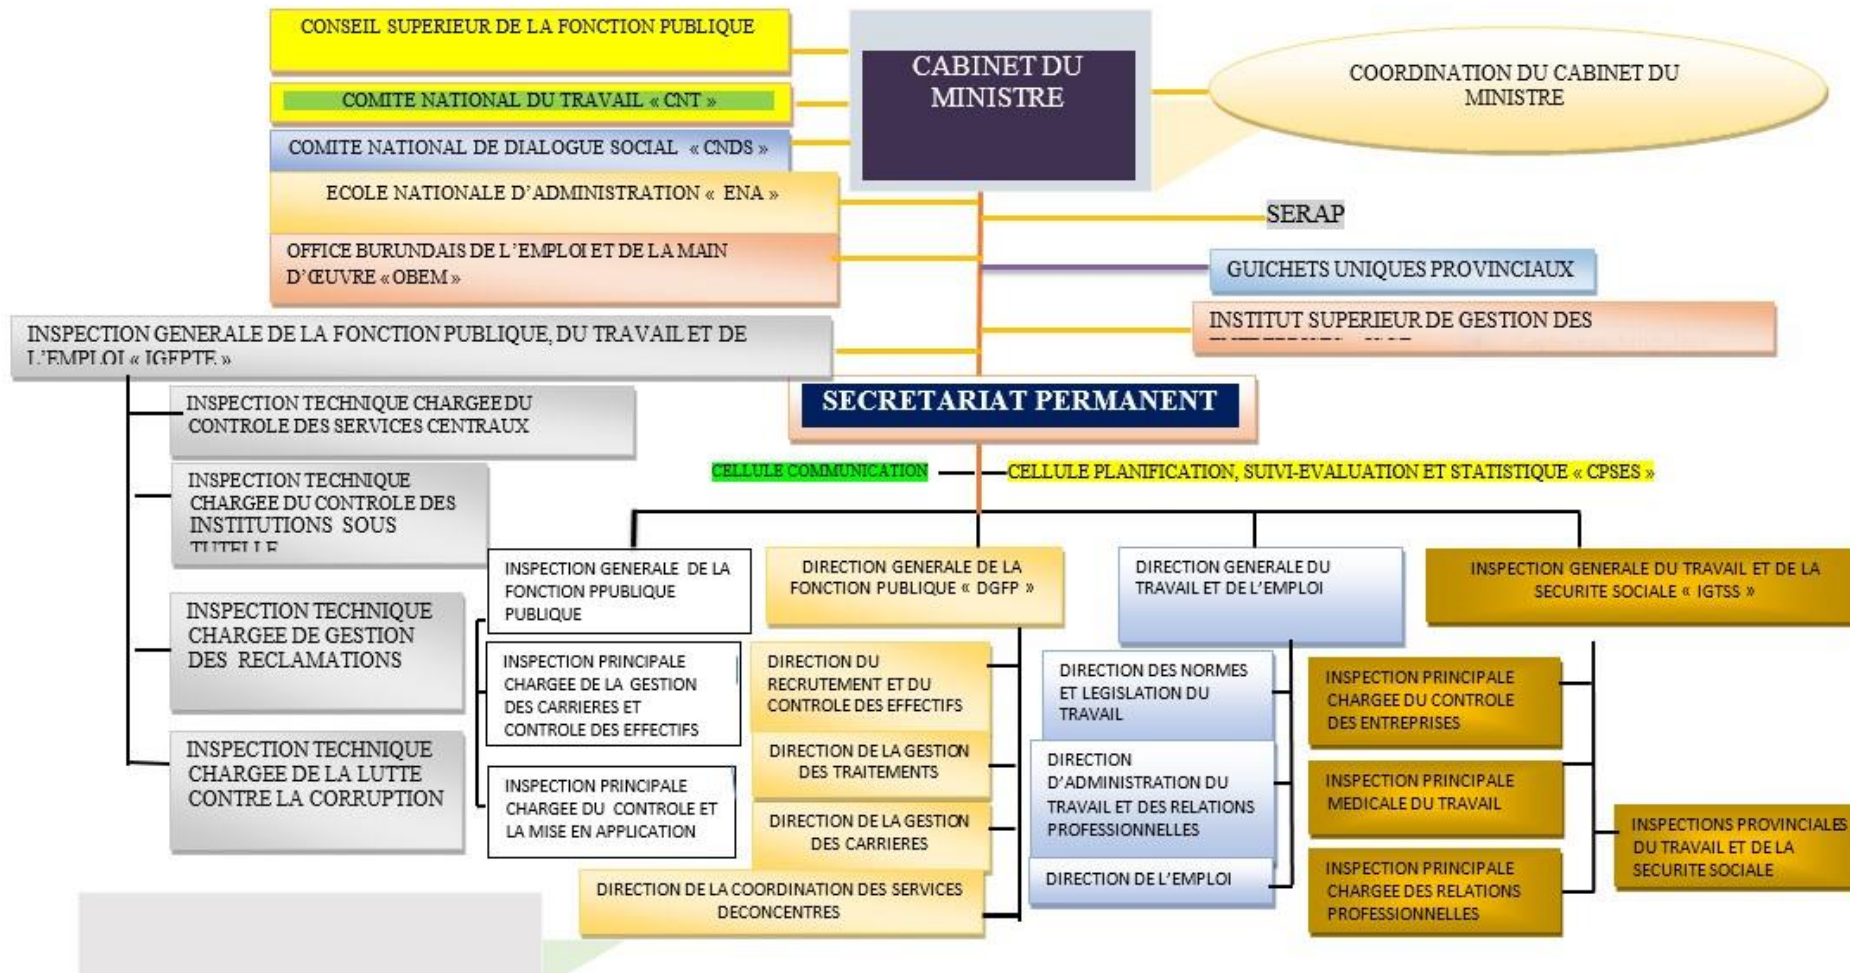 CONSEIL SUPERIEUR DE LA FONCTION PUBLIQUE
CABINET DU
MINISTRE
COORDINATION DU CABINET DU
MINISTRE
COMITE NATIONAL DU TRAVAIL « CNT »
COMITE NATIONAL DE DIALOGUE SOCIAL « CNDS »
ECOLE NATIONALE D'ADMINISTRATION « ENA »
SERAP
OFFICE BURUNDAIS DE L'EMPLOI ET DE LA MAIN
D'ŒUVRE « OBEM »
GUICHETS UNIQUES PROVINCIAUX
INSTITUT SUPERIEUR DE GESTION DES
INSPECTION GENERALE DE LA FONCTION PUBLIQUE, DU TRAVAIL ET DE
L'EMPLOI « IGFPTE »
SECRETARIAT PERMANENT
INSPECTION TECHNIQUE CHARGEE DU
CONTROLE DES SERVICES CENTRAUX
CELLULE COMMUNICATION
CELLULE PLANIFICATION, SUIVI-EVALUATION ET STATISTIQUE « CPSES »
INSPECTION TECHNIQUE
CHARGEE DU CONTROLE DES
INSTITUTIONS SOUS
TUTELLE
INSPECTION TECHNIQUE
CHARGEE DE GESTION
DES RECLAMATIONS
INSPECTION TECHNIQUE
CHARGEE DE LA LUTTE
CONTRE LA CORRUPTION
INSPECTION GENERALE DE LA
FONCTION PPUBLIQUE
PUBLIQUE
INSPECTION PRINCIPALE
CHARGEE DE LA GESTION
DES CARRIERES ET
CONTROLE DES EFFECTIFS
INSPECTION PRINCIPALE
CHARGEE DU CONTROLE ET
LA MISE EN APPLICATION
DIRECTION GENERALE DE LA
FONCTION PUBLIQUE « DGFP »
DIRECTION DU
RECRUTEMENT ET DU
CONTROLE DES EFFECTIFS
DIRECTION DE LA GESTION
DES TRAITEMENTS
DIRECTION DE LA GESTION
DES CARRIERES
DIRECTION DE LA COORDINATION DES SERVICES
DECONCENTRES
DIRECTION GENERALE DU
TRAVAIL ET DE L'EMPLOI
DIRECTION DES NORMES
ET LEGISLATION DU
TRAVAIL
DIRECTION
D'ADMINISTRATION DU
TRAVAIL ET DES RELATIONS
PROFESSIONNELLES
DIRECTION DE L'EMPLOI
INSPECTION GENERALE DU TRAVAIL ET DE LA
SECURITE SOCIALE « IGTSS »
INSPECTION PRINCIPALE
CHARGEE DU CONTROLE
DES ENTREPRISES
INSPECTION PRINCIPALE
MEDICALE DU TRAVAIL
INSPECTION PRINCIPALE
CHARGEE DES RELATIONS
PROFESSIONNELLES
INSPECTIONS PROVINCIALES
DU TRAVAIL ET DE LA
SECURITE SOCIALE